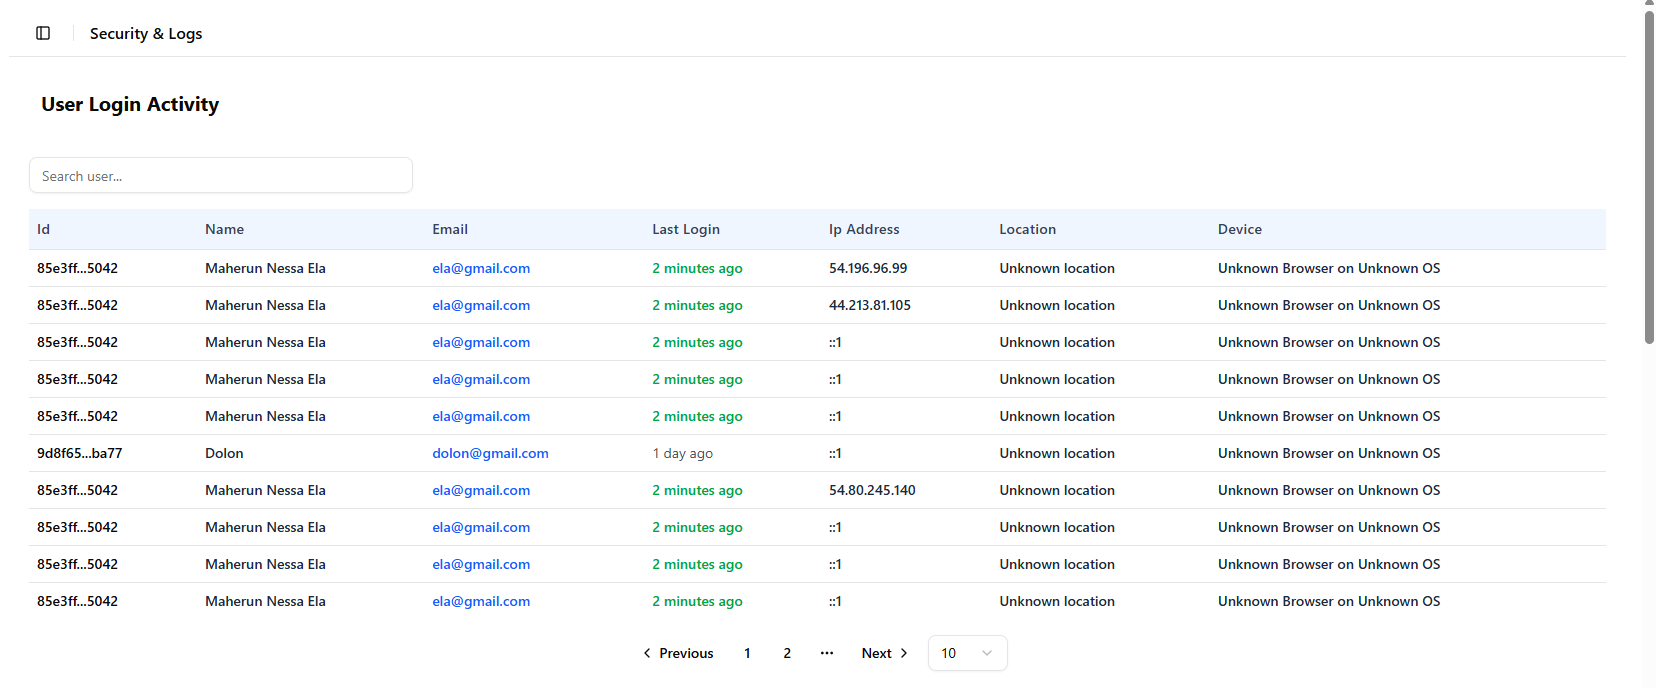 Security & Logs
User Login Activity
Search user...
Id Name Email Last Login Ip Address Location Device
85e3ff...5042 Maherun Nessa Ela ela@gmail.com 2 minutes ago 54.196.96.99 Unknown location Unknown Browser on Unknown OS
85e3ff...5042 Maherun Nessa Ela ela@gmail.com 2 minutes ago 44.213.81.105 Unknown location Unknown Browser on Unknown OS
85e3ff...5042 Maherun Nessa Ela ela@gmail.com 2 minutes ago ::1 Unknown location Unknown Browser on Unknown OS
85e3ff...5042 Maherun Nessa Ela ela@gmail.com 2 minutes ago ::1 Unknown location Unknown Browser on Unknown OS
85e3ff...5042 Maherun Nessa Ela ela@gmail.com 2 minutes ago ::1 Unknown location Unknown Browser on Unknown OS
9d8f65...ba77 Dolon dolon@gmail.com 1 day ago ::1 Unknown location Unknown Browser on Unknown OS
85e3ff...5042 Maherun Nessa Ela ela@gmail.com 2 minutes ago 54.80.245.140 Unknown location Unknown Browser on Unknown OS
85e3ff...5042 Maherun Nessa Ela ela@gmail.com 2 minutes ago ::1 Unknown location Unknown Browser on Unknown OS
85e3ff...5042 Maherun Nessa Ela ela@gmail.com 2 minutes ago ::1 Unknown location Unknown Browser on Unknown OS
85e3ff...5042 Maherun Nessa Ela ela@gmail.com 2 minutes ago ::1 Unknown location Unknown Browser on Unknown OS
Previous 1 2 ... Next 10